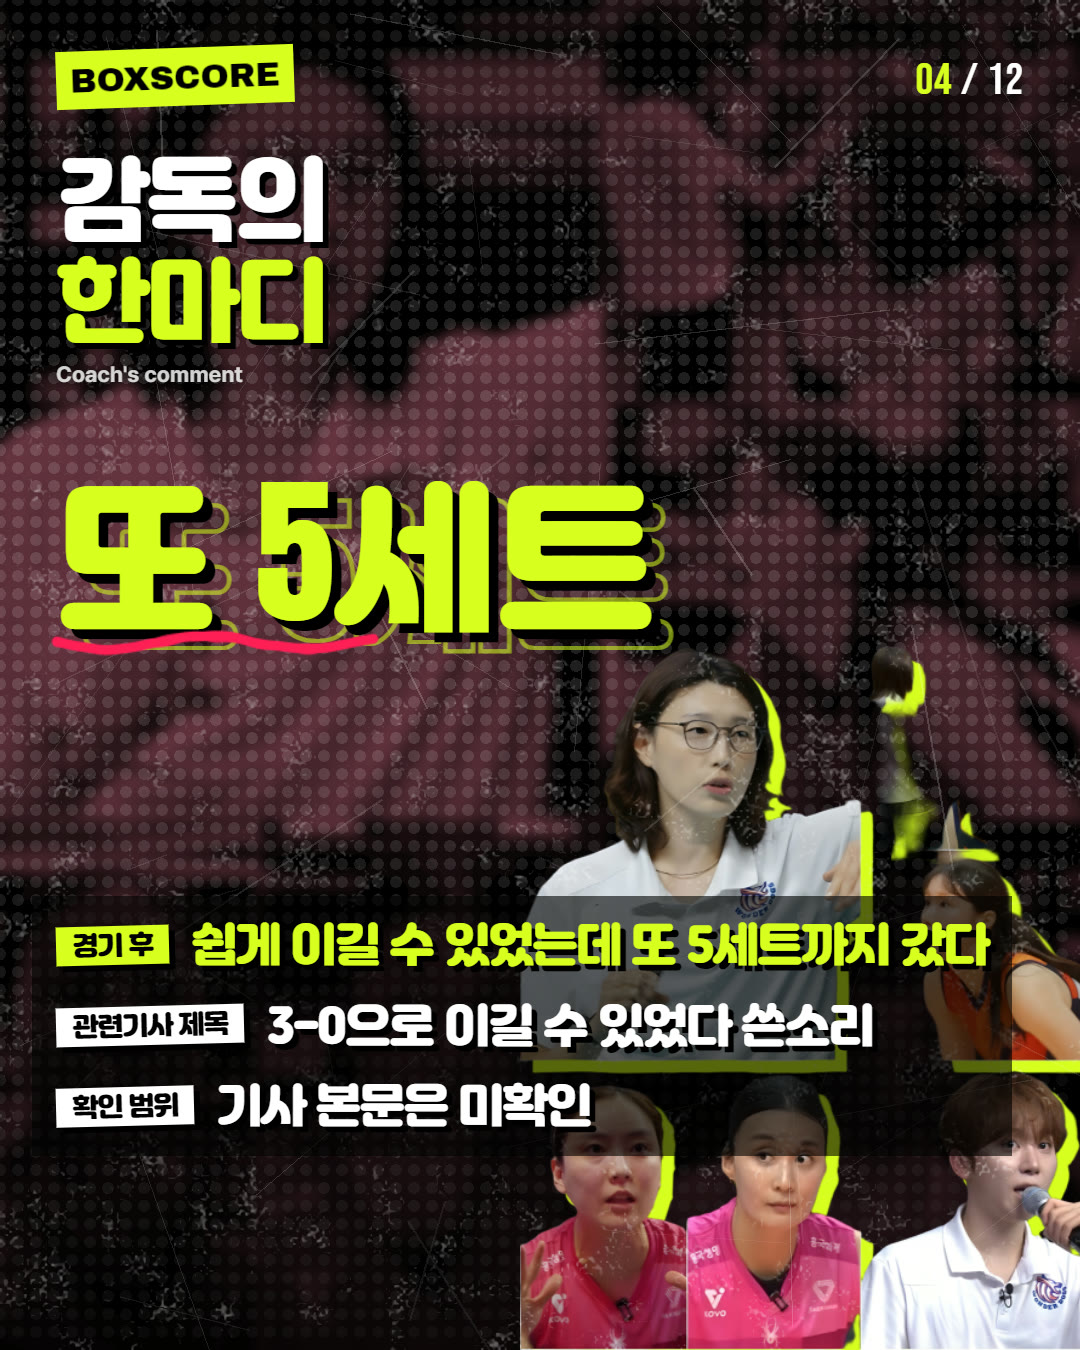 BOXSCORE
04 / 12
감독의
한마디
Coach's comment
또 5세트
경기 후 쉽게 이길 수 있었는데 또 5세트까지 갔다
관련기사 제목 3-0으로 이길 수 있었다 쓴소리
확인 범위 기사 본문은 미확인